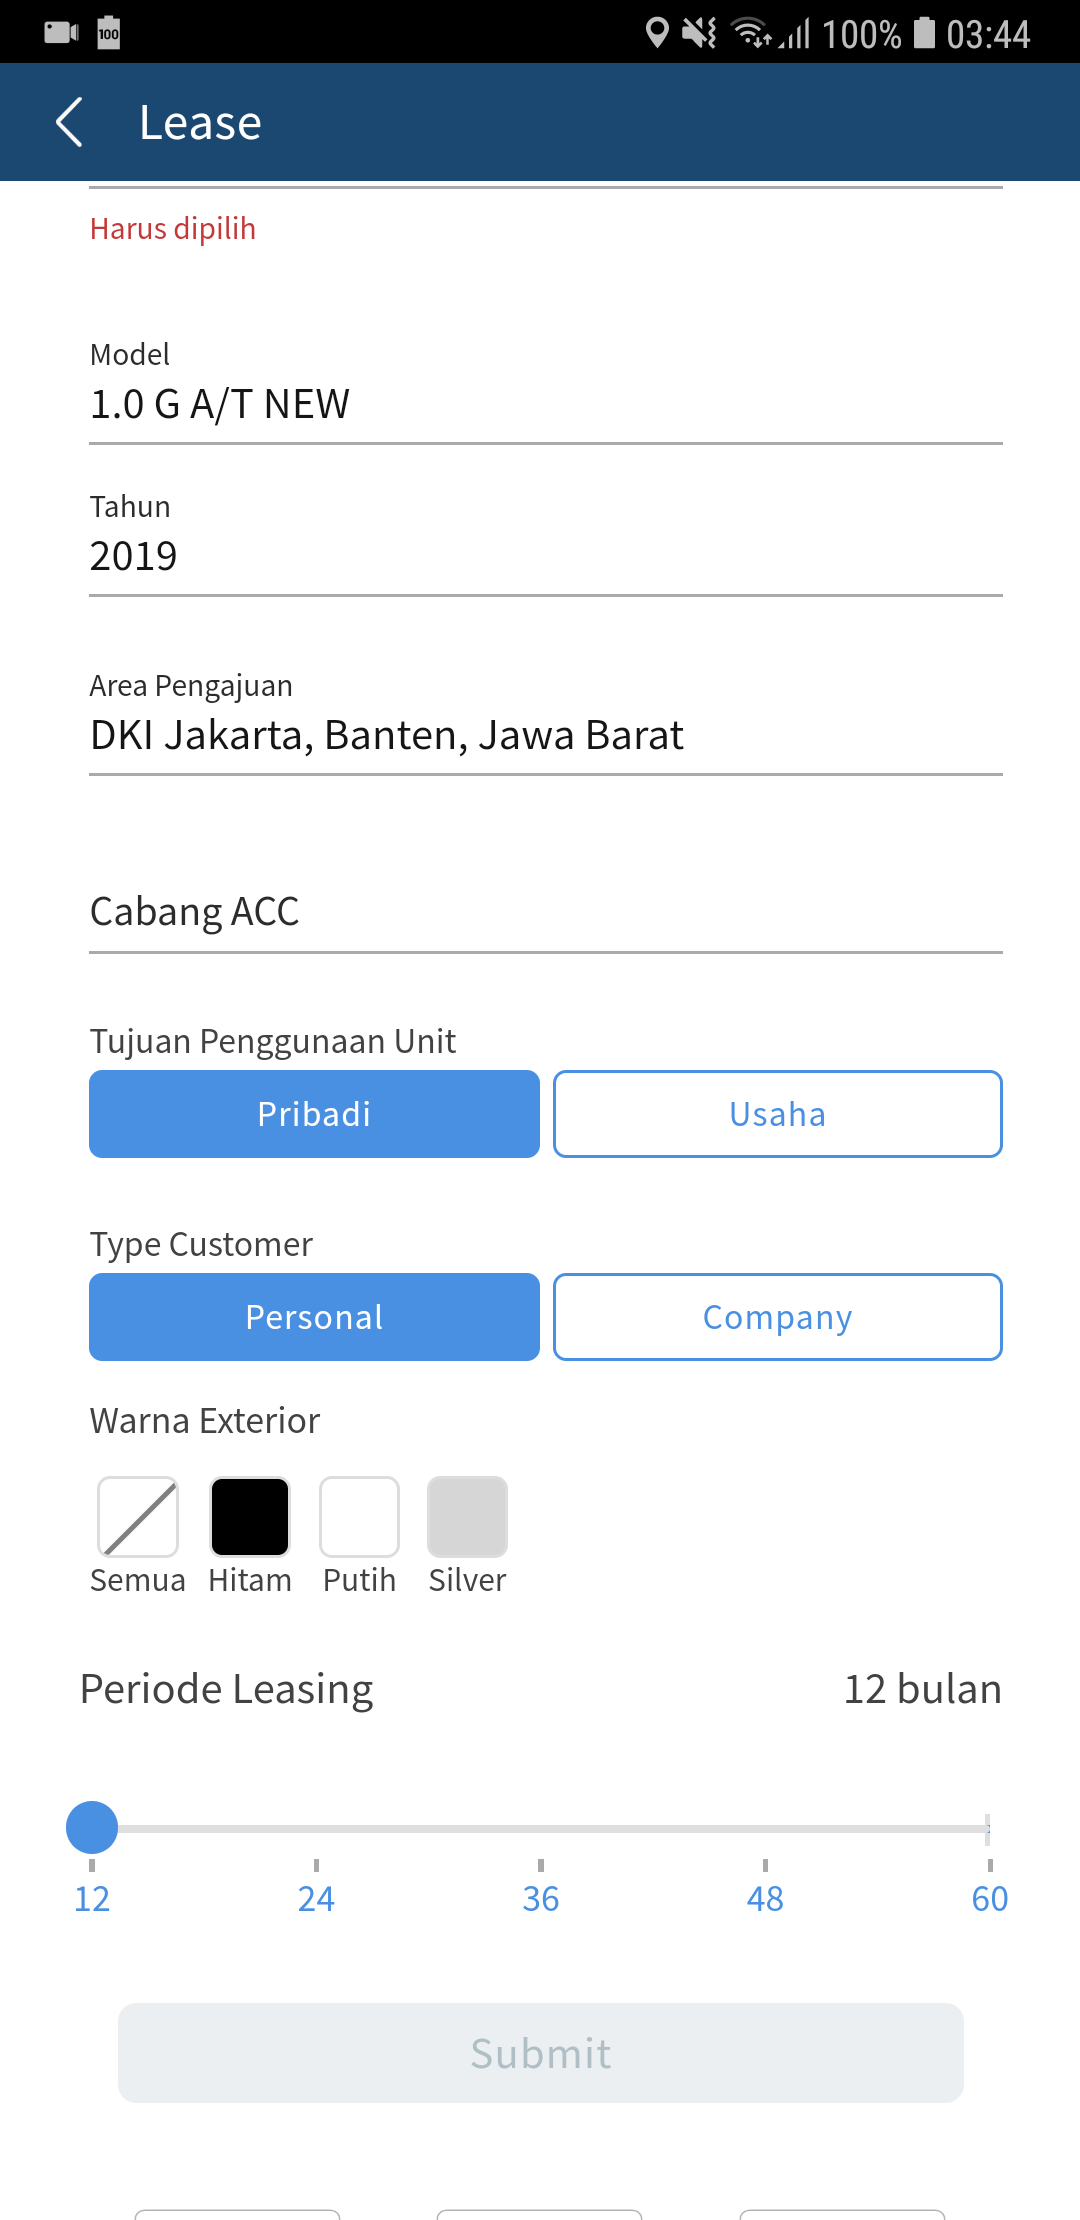 100 100% 03:44
Lease
Harus dipilih
Model
1.0 G A/T NEW
Tahun
2019
Area Pengajuan
DKI Jakarta, Banten, Jawa Barat
Cabang ACC
Tujuan Penggunaan Unit
Pribadi Usaha
Type Customer
Personal Company
Warna Exterior
Semua Hitam Putih Silver
Periode Leasing 12 bulan
12 24 36 48 60
Submit